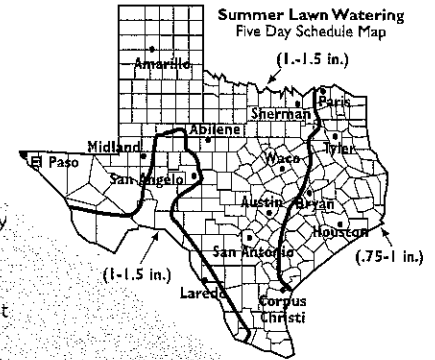 Summer Lawn Watering
Five Day Schedule Map
(1.-1.5 in.)
Amarillo
Sherman
Paris
Abilene
Midland
Tyler
El Paso
San Angelo
Waco
Austin
Bryan
Houston
San Antonio
(.75-1 in.)
(1-1.5 in.)
Laredo
Corpus
Christi